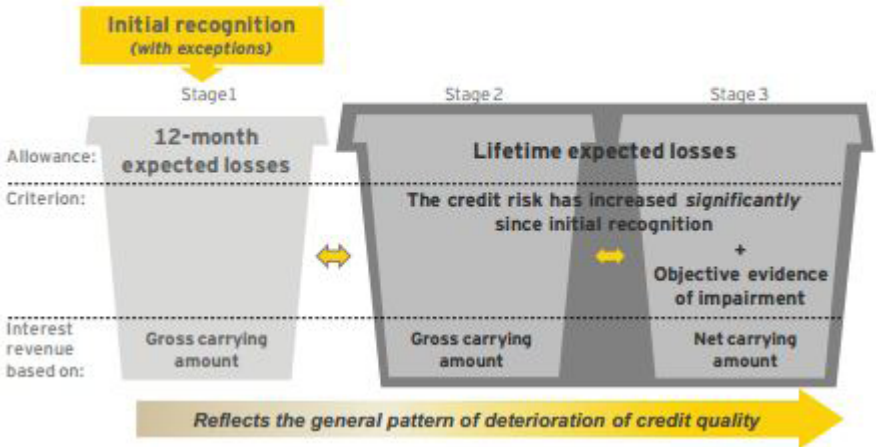 Initial recognition
(with exceptions)
Stage1
Stage 2
Stage 3
Allowance:
12-month
expected losses
Lifetime expected losses
Criterion:
The credit risk has increased significantly
since initial recognition
+
Objective evidence
of impairment
Interest
revenue
based on:
Gross carrying
amount
Gross carrying
amount
Net carrying
amount
Reflects the general pattern of deterioration of credit quality